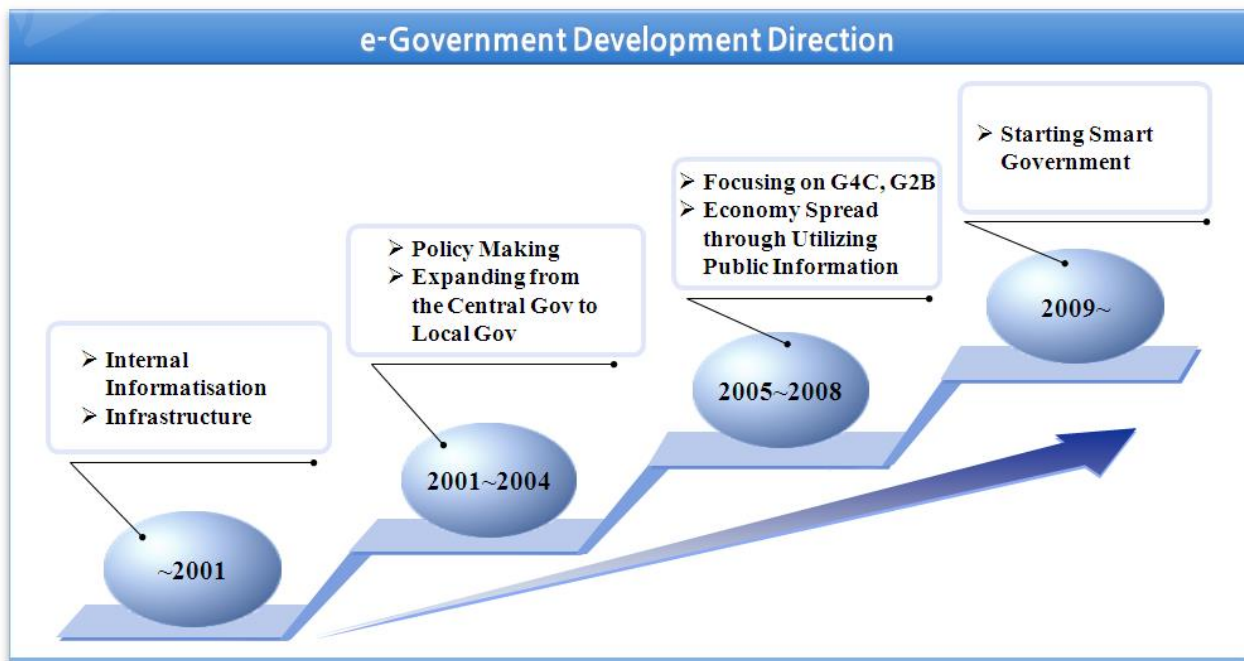 e-Government Development Direction
➢ Internal
Informatisation
➢ Infrastructure
~2001
➢ Policy Making
➢ Expanding from
the Central Gov to
Local Gov
2001~2004
➢ Focusing on G4C, G2B
➢ Economy Spread
through Utilizing
Public Information
2005~2008
➢ Starting Smart
Government
2009~